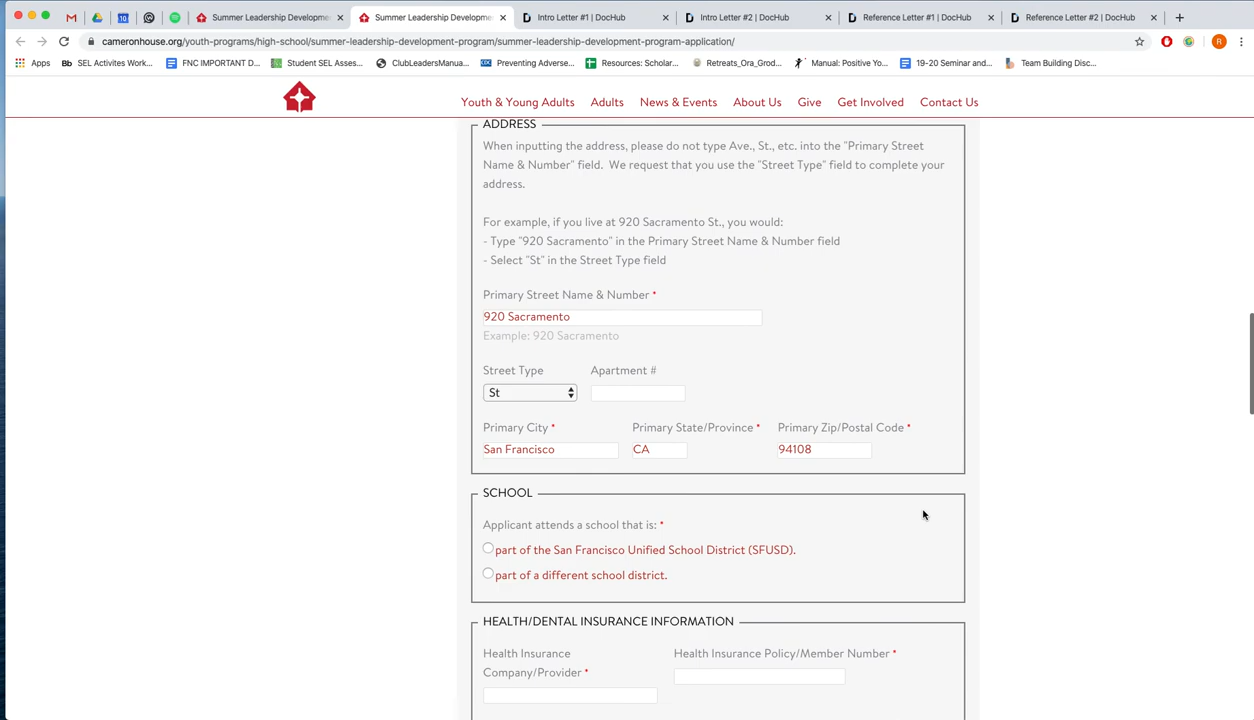 Summer Leadership Developme
Summer Leadership Developme
Intro Letter #1 | DocHub
Intro Letter #2 | DocHub
Reference Letter #1 | DocHub
Reference Letter #2 | DocHub
cameronhouse.org/youth-programs/high-school/summer-leadership-development-program/summer-leadership-development-program-application/
R
Apps
Bb SEL Activites Work...
FNC IMPORTANT D...
Student SEL Asses...
ClubLeadersManua...
Preventing Adverse...
Resources: Scholar...
Retreats_Ora_Grod...
Manual: Positive Yo...
19-20 Seminar and...
Team Building Disc...
Youth & Young Adults Adults News & Events About Us Give Get Involved Contact Us
ADDRESS
When inputting the address, please do not type Ave., St., etc. into the "Primary Street
Name & Number" field. We request that you use the "Street Type" field to complete your
address.
For example, if you live at 920 Sacramento St., you would:
- Type "920 Sacramento" in the Primary Street Name & Number field
- Select "St" in the Street Type field
Primary Street Name & Number *
920 Sacramento
Example: 920 Sacramento
Street Type Apartment #
St
Primary City * Primary State/Province * Primary Zip/Postal Code *
San Francisco CA 94108
SCHOOL
Applicant attends a school that is: *
part of the San Francisco Unified School District (SFUSD).
part of a different school district.
HEALTH/DENTAL INSURANCE INFORMATION
Health Insurance
Company/Provider *
Health Insurance Policy/Member Number *